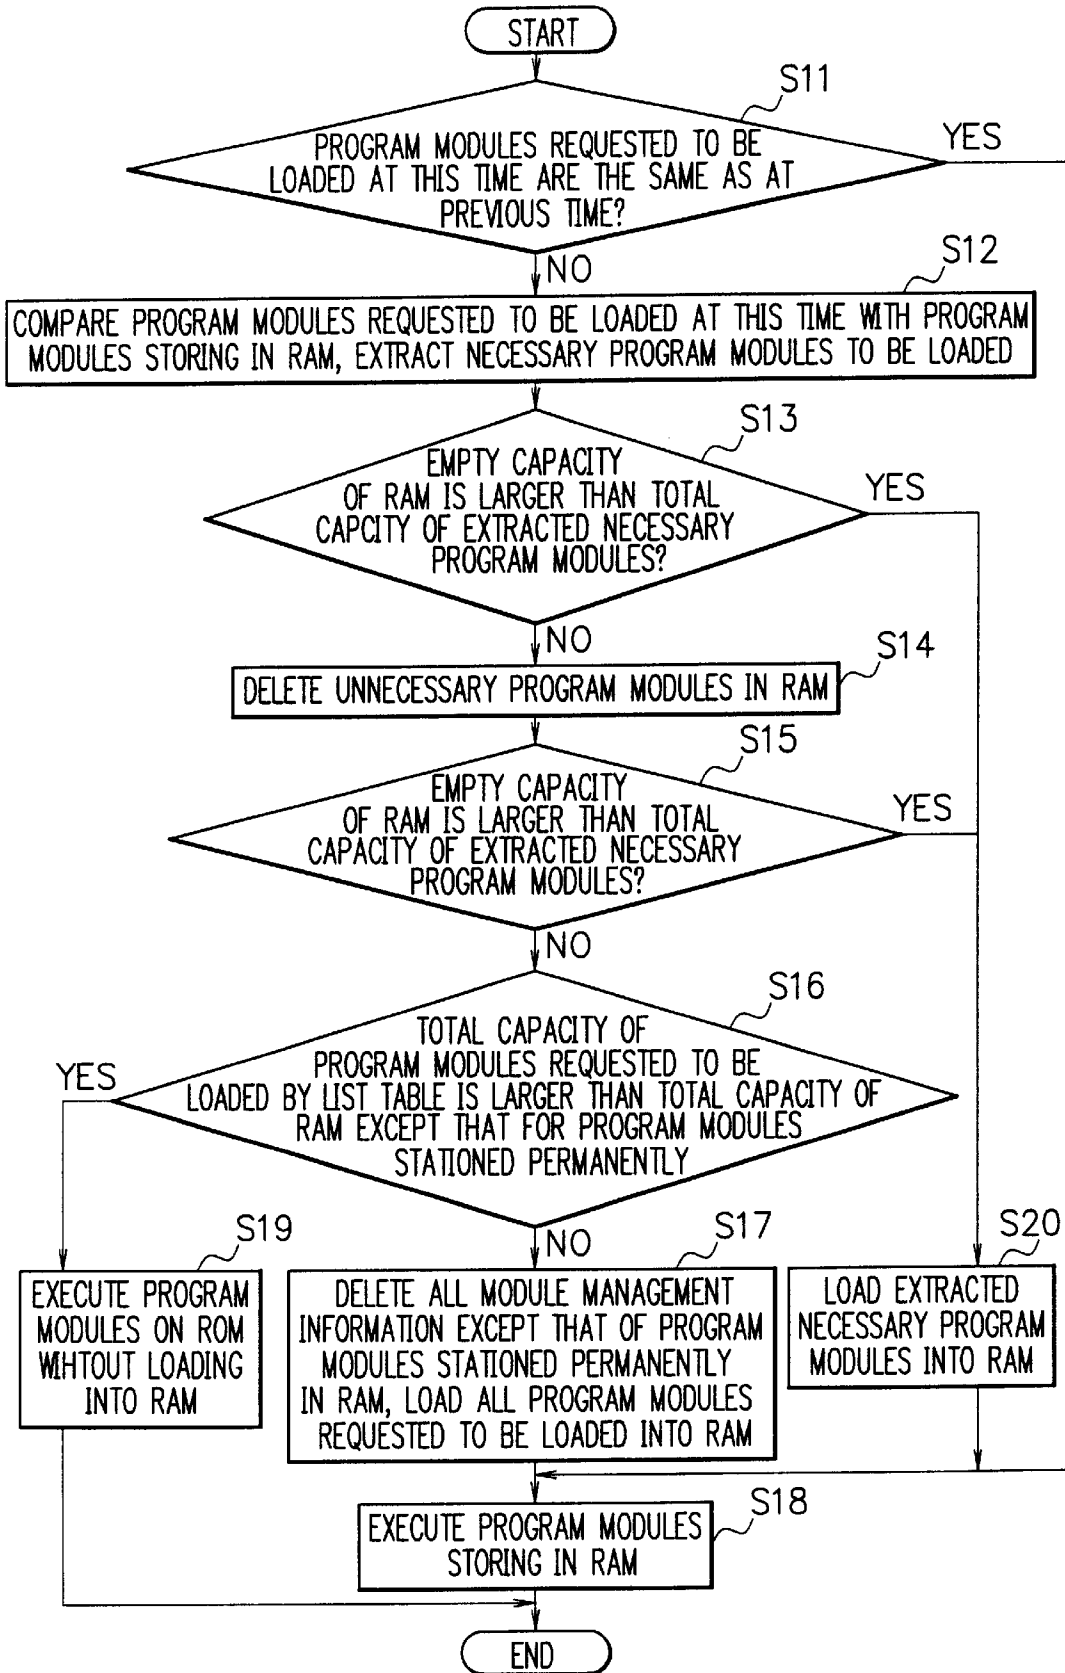 START
S11
PROGRAM MODULES REQUESTED TO BE
LOADED AT THIS TIME ARE THE SAME AS AT
PREVIOUS TIME?
YES
NO
S12
COMPARE PROGRAM MODULES REQUESTED TO BE LOADED AT THIS TIME WITH PROGRAM
MODULES STORING IN RAM, EXTRACT NECESSARY PROGRAM MODULES TO BE LOADED
S13
EMPTY CAPACITY
OF RAM IS LARGER THAN TOTAL
CAPCITY OF EXTRACTED NECESSARY
PROGRAM MODULES?
YES
NO
S14
DELETE UNNECESSARY PROGRAM MODULES IN RAM
S15
EMPTY CAPACITY
OF RAM IS LARGER THAN TOTAL
CAPACITY OF EXTRACTED NECESSARY
PROGRAM MODULES?
YES
NO
S16
TOTAL CAPACITY OF
PROGRAM MODULES REQUESTED TO BE
LOADED BY LIST TABLE IS LARGER THAN TOTAL CAPACITY OF
RAM EXCEPT THAT FOR PROGRAM MODULES
STATIONED PERMANENTLY
YES
NO
S19
EXECUTE PROGRAM
MODULES ON ROM
WIHTOUT LOADING
INTO RAM
S17
DELETE ALL MODULE MANAGEMENT
INFORMATION EXCEPT THAT OF PROGRAM
MODULES STATIONED PERMANENTLY
IN RAM, LOAD ALL PROGRAM MODULES
REQUESTED TO BE LOADED INTO RAM
S20
LOAD EXTRACTED
NECESSARY PROGRAM
MODULES INTO RAM
S18
EXECUTE PROGRAM MODULES
STORING IN RAM
END